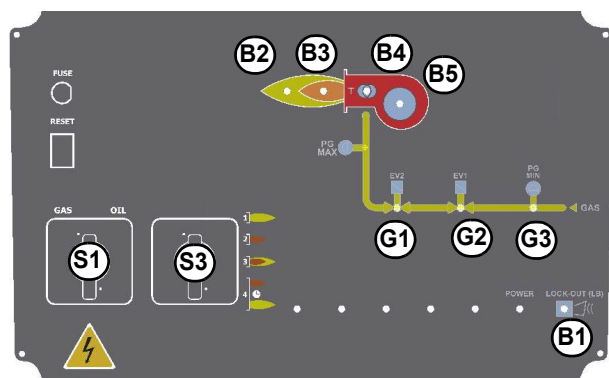 B2 B3 B4
B5
FUSE
T
RESET
PG
MAX
EV2 EV1 PG
MIN
GAS
G1 G2 G3
GAS OIL
S1 S3
1
2
3
4
POWER LOCK-OUT (LB)
B1